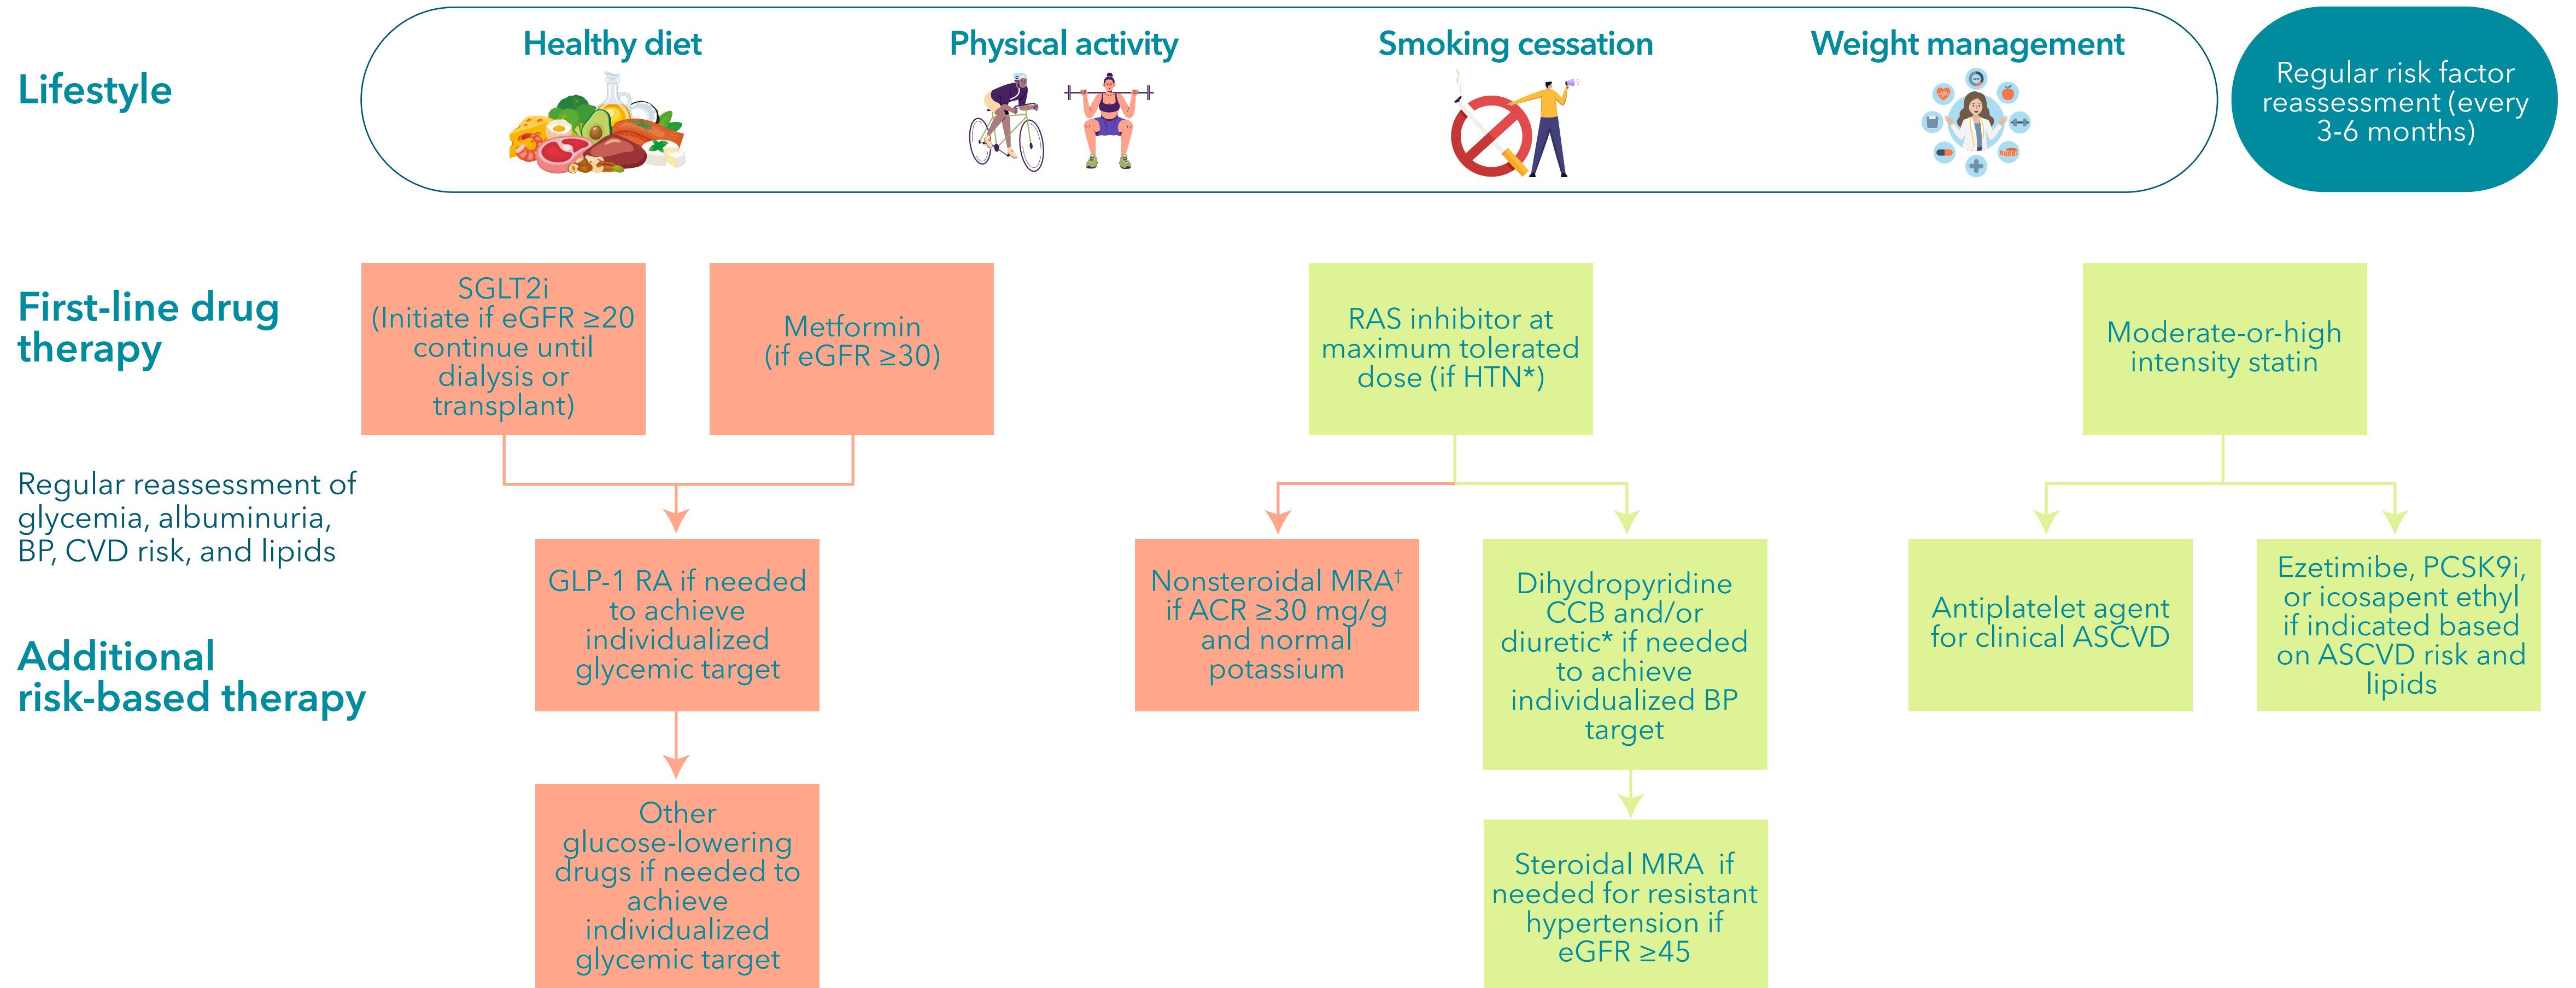 Lifestyle
Healthy diet
Physical activity
Smoking cessation
Weight management
Regular risk factor
reassessment (every
3-6 months)
First-line drug
therapy
SGLT2i
(Initiate if eGFR ≥20
continue until
dialysis or
transplant)
Metformin
(if eGFR ≥30)
RAS inhibitor at
maximum tolerated
dose (if HTN*)
Moderate-or-high
intensity statin
Regular reassessment of
glycemia, albuminuria,
BP, CVD risk, and lipids
Additional
risk-based therapy
GLP-1 RA if needed
to achieve
individualized
glycemic target
Nonsteroidal MRA†
if ACR ≥30 mg/g
and normal
potassium
Dihydropyridine
CCB and/or
diuretic* if needed
to achieve
individualized BP
target
Antiplatelet agent
for clinical ASCVD
Ezetimibe, PCSK9i,
or icosapent ethyl
if indicated based
on ASCVD risk and
lipids
Other
glucose-lowering
drugs if needed to
achieve
individualized
glycemic target
Steroidal MRA if
needed for resistant
hypertension if
eGFR ≥45